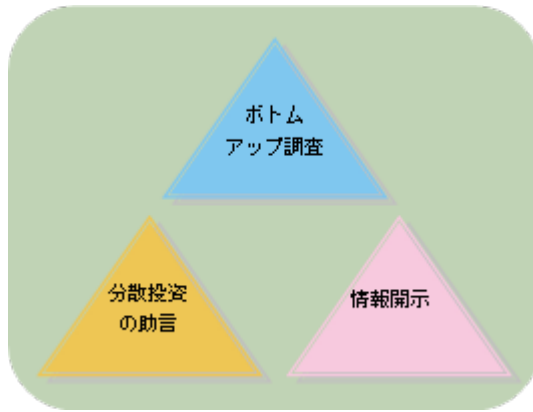 ボトム
アップ調査
分散投資
の助言
情報開示